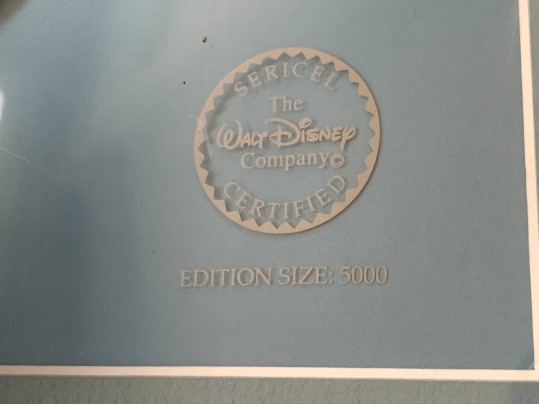 SERICEL
The
WALT DISNEY
Company©
CERTIFIED
EDITION SIZE: 5000